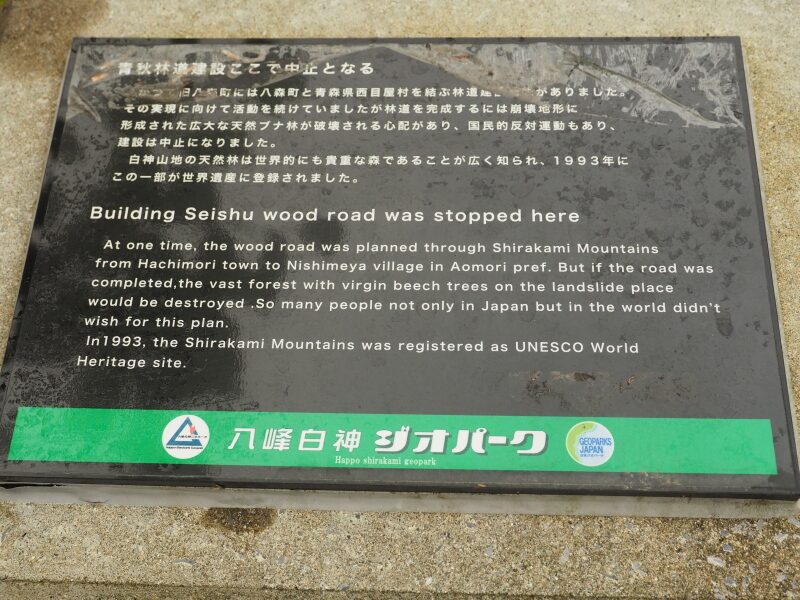 青秋林道建設ここで中止となる
かつて旧八森町には八森町と青森県西目屋村を結ぶ林道建設がありました。
その実現に向けて活動を続けていましたが林道を完成するには崩壊地形に
形成された広大な天然ブナ林が破壊される心配があり、国民的反対運動もあり、
建設は中止になりました。
白神山地の天然林は世界的にも貴重な森であることが広く知られ、1993年に
この一部が世界遺産に登録されました。
Building Seishu wood road was stopped here
At one time, the wood road was planned through Shirakami Mountains
from Hachimori town to Nishimeya village in Aomori pref. But if the road was
completed,the vast forest with virgin beech trees on the landslide place
would be destroyed .So many people not only in Japan but in the world didn't
wish for this plan.
In1993, the Shirakami Mountains was registered as UNESCO World
Heritage site.
八峰白神 ジオパーク
Happo shirakami geopark
GEOPARKS
JAPAN